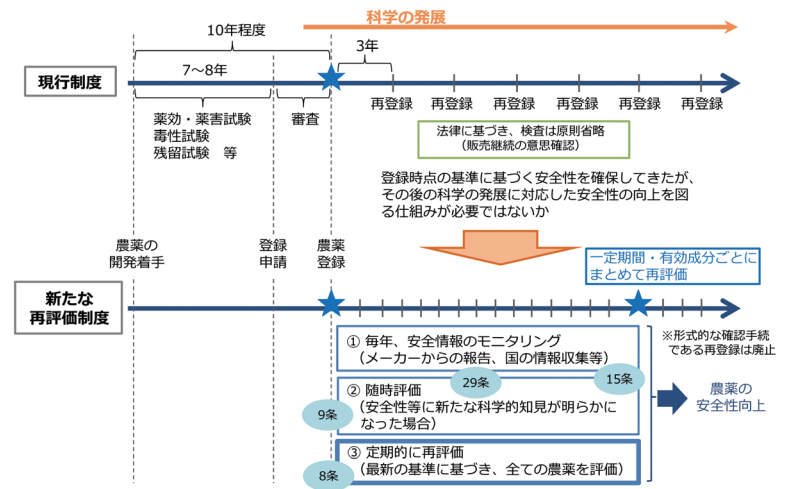 科学の発展
10年程度
3年
7～8年
現行制度
再登録 再登録 再登録 再登録 再登録 再登録
薬効・薬害試験
毒性試験
残留試験　等
審査
法律に基づき、検査は原則省略
（販売継続の意思確認）
登録時点の基準に基づく安全性を確保してきたが、
その後の科学の発展に対応した安全性の向上を図
る仕組みが必要ではないか
農薬の
開発着手
登録
申請
農薬
登録
一定期間・有効成分ごとに
まとめて再評価
新たな
再評価制度
※形式的な確認手続
である再登録は廃止
① 毎年、安全情報のモニタリング
（メーカーからの報告、国の情報収集等）
29条
15条
② 随時評価
（安全性等に新たな科学的知見が明らかに
なった場合）
9条
③ 定期的に再評価
（最新の基準に基づき、全ての農薬を評価）
8条
農薬の
安全性向上